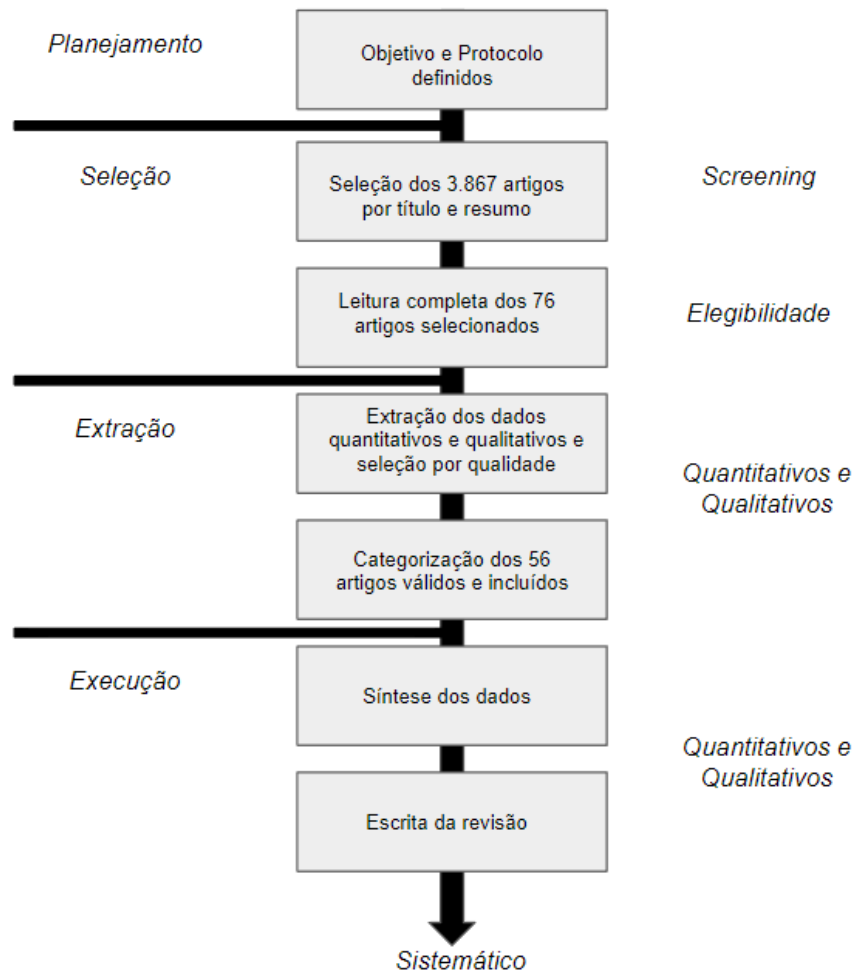 Planejamento
Objetivo e Protocolo
definidos
Seleção
Seleção dos 3.867 artigos
por título e resumo
Screening
Leitura completa dos 76
artigos selecionados
Elegibilidade
Extração
Extração dos dados
quantitativos e qualitativos e
seleção por qualidade
Quantitativos e
Qualitativos
Categorização dos 56
artigos válidos e incluídos
Execução
Síntese dos dados
Quantitativos e
Qualitativos
Escrita da revisão
Sistemático